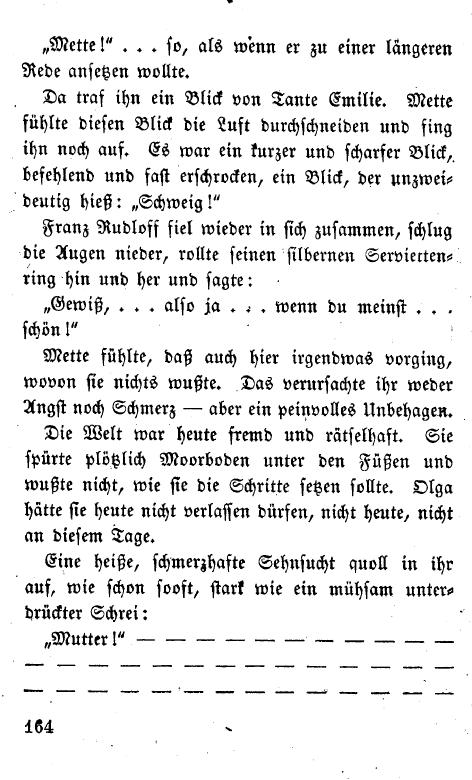 „Mette!“ . . . so, als wenn er zu einer längeren
Rede ansetzen wollte.
Da traf ihn ein Blick von Tante Emilie. Mette
fühlte diesen Blick die Luft durchschneiden und fing
ihn noch auf. Es war ein kurzer und scharfer Blick,
befehlend und fast erschrocken, ein Blick, der unzwei-
deutig hieß: „Schweig!“
Franz Rudloff fiel wieder in sich zusammen, schlug
die Augen nieder, rollte seinen silbernen Servietten-
ring hin und her und sagte:
„Gewiß, . . . also ja . . . wenn du meinst . . .
schön!“
Mette fühlte, daß auch hier irgendwas vorging,
wovon sie nichts wußte. Das verursachte ihr weder
Angst noch Schmerz — aber ein peinvolles Unbehagen.
Die Welt war heute fremd und rätselhaft. Sie
spürte plötzlich Moorboden unter den Füßen und
wußte nicht, wie sie die Schritte setzen sollte. Olga
hätte sie heute nicht verlassen dürfen, nicht heute, nicht
an diesem Tage.
Eine heiße, schmerzhafte Sehnsucht quoll in ihr
auf, wie schon sooft, stark wie ein mühsam unter-
drückter Schrei:
„Mutter!“ — — — — — — — — — — — —
— — — — — — — — — — — — — — — —
— — — — — — — — — — — — — — — —
164